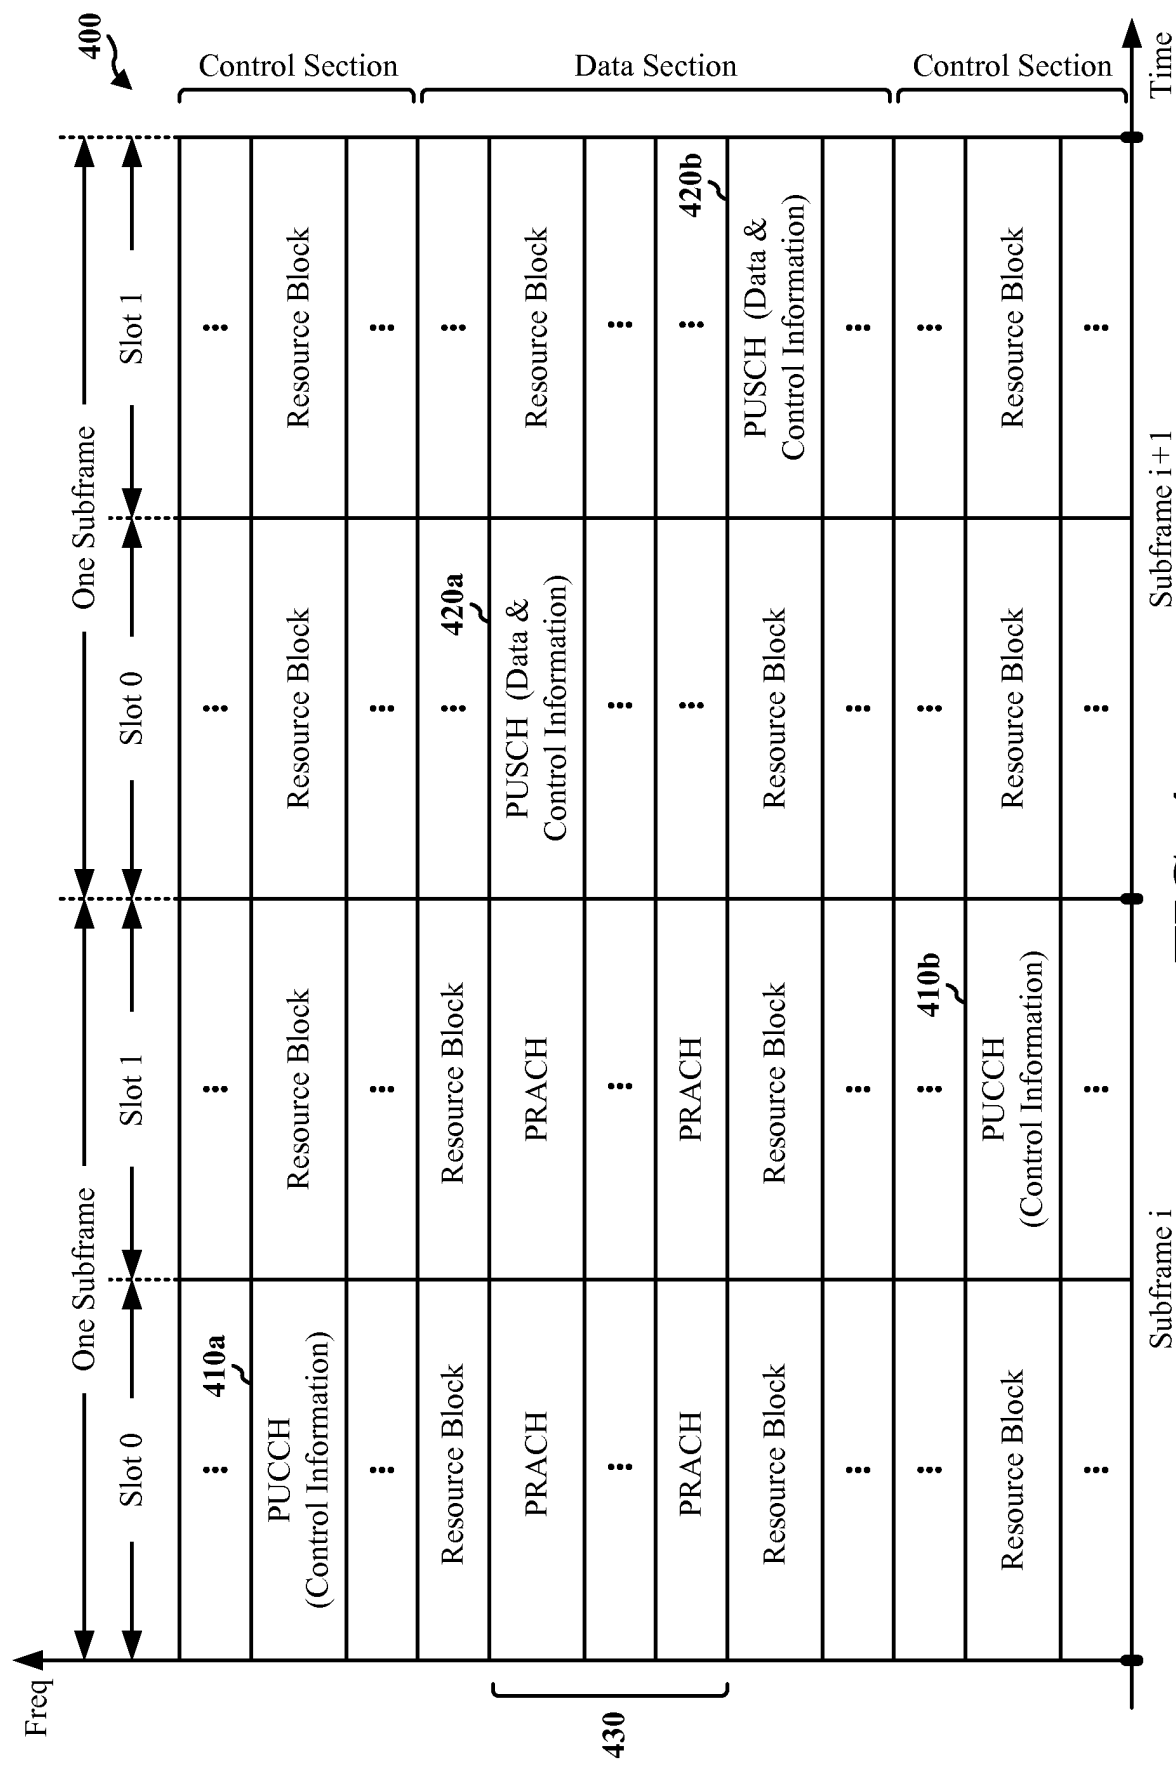 Freq
One Subframe
One Subframe
400
Slot 0
Slot 1
Slot 0
Slot 1
410a
PUCCH
(Control Information)
Resource Block
Resource Block
Resource Block
Control Section
Resource Block
Resource Block
420a
PRACH
PRACH
PUSCH (Data &
Control Information)
Resource Block
430
Data Section
PRACH
PRACH
420b
Resource Block
Resource Block
Resource Block
PUSCH (Data &
Control Information)
410b
Resource Block
PUCCH
(Control Information)
Resource Block
Resource Block
Control Section
Subframe i
Subframe i+1
Time